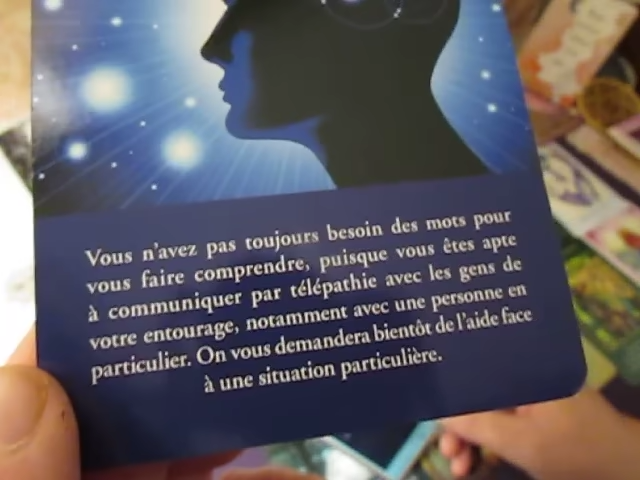 Vous n'avez pas toujours besoin des mots pour
vous faire comprendre, puisque vous êtes apte
à communiquer par télépathie avec les gens de
votre entourage, notamment avec une personne en
particulier. On vous demandera bientôt de l'aide face
à une situation particulière.